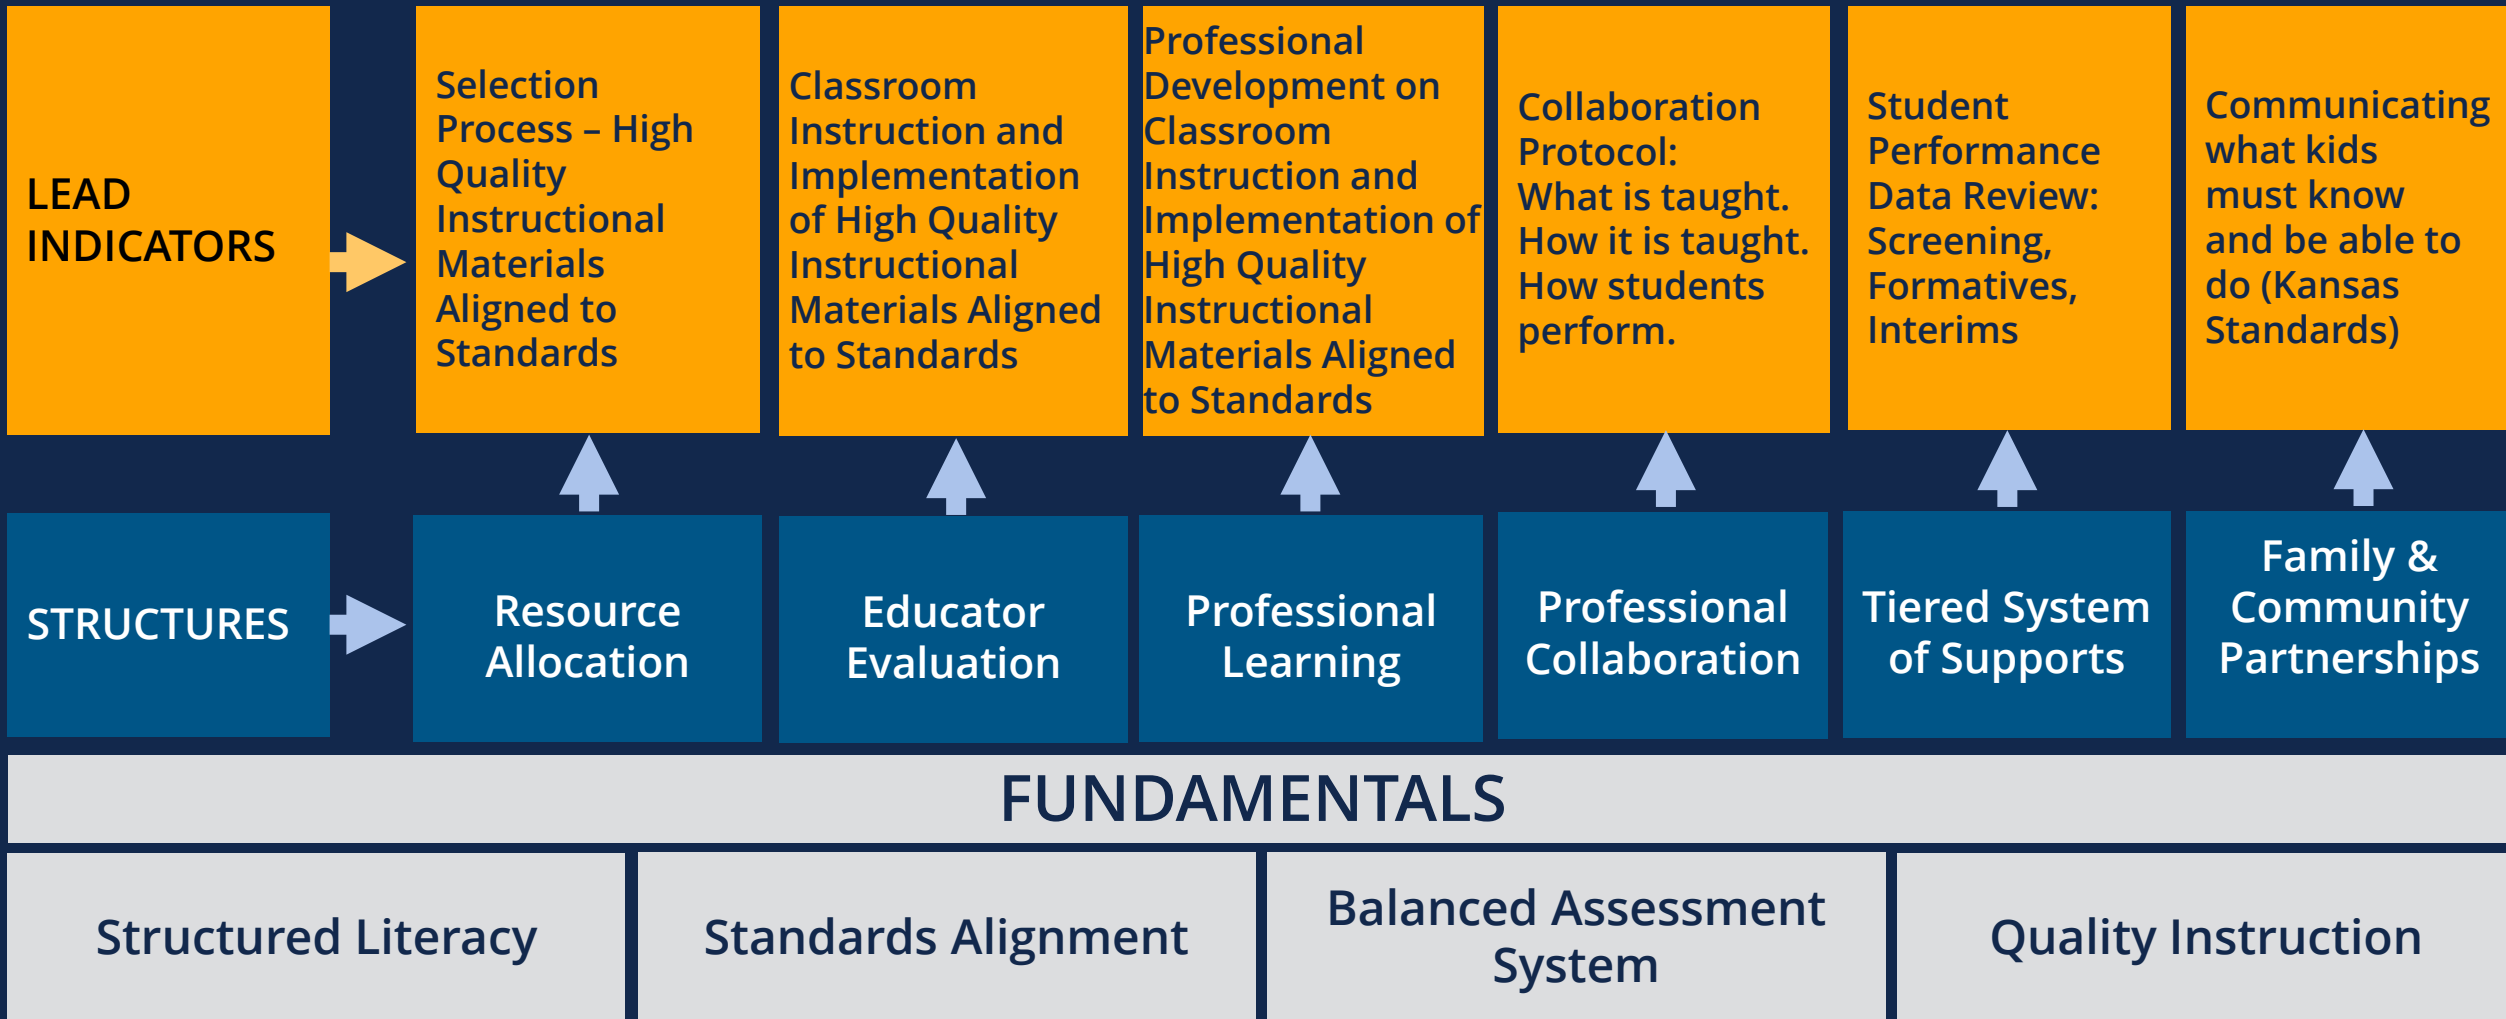 LEAD
INDICATORS
Selection
Process – High
Quality
Instructional
Materials
Aligned to
Standards
Classroom
Instruction and
Implementation
of High Quality
Instructional
Materials Aligned
to Standards
Professional
Development on
Classroom
Instruction and
Implementation of
High Quality
Instructional
Materials Aligned
to Standards
Collaboration
Protocol:
What is taught.
How it is taught.
How students
perform.
Student
Performance
Data Review:
Screening,
Formatives,
Interims
Communicating
what kids
must know
and be able to
do (Kansas
Standards)
STRUCTURES
Resource
Allocation
Educator
Evaluation
Professional
Learning
Professional
Collaboration
Tiered System
of Supports
Family &
Community
Partnerships
FUNDAMENTALS
Structured Literacy
Standards Alignment
Balanced Assessment
System
Quality Instruction